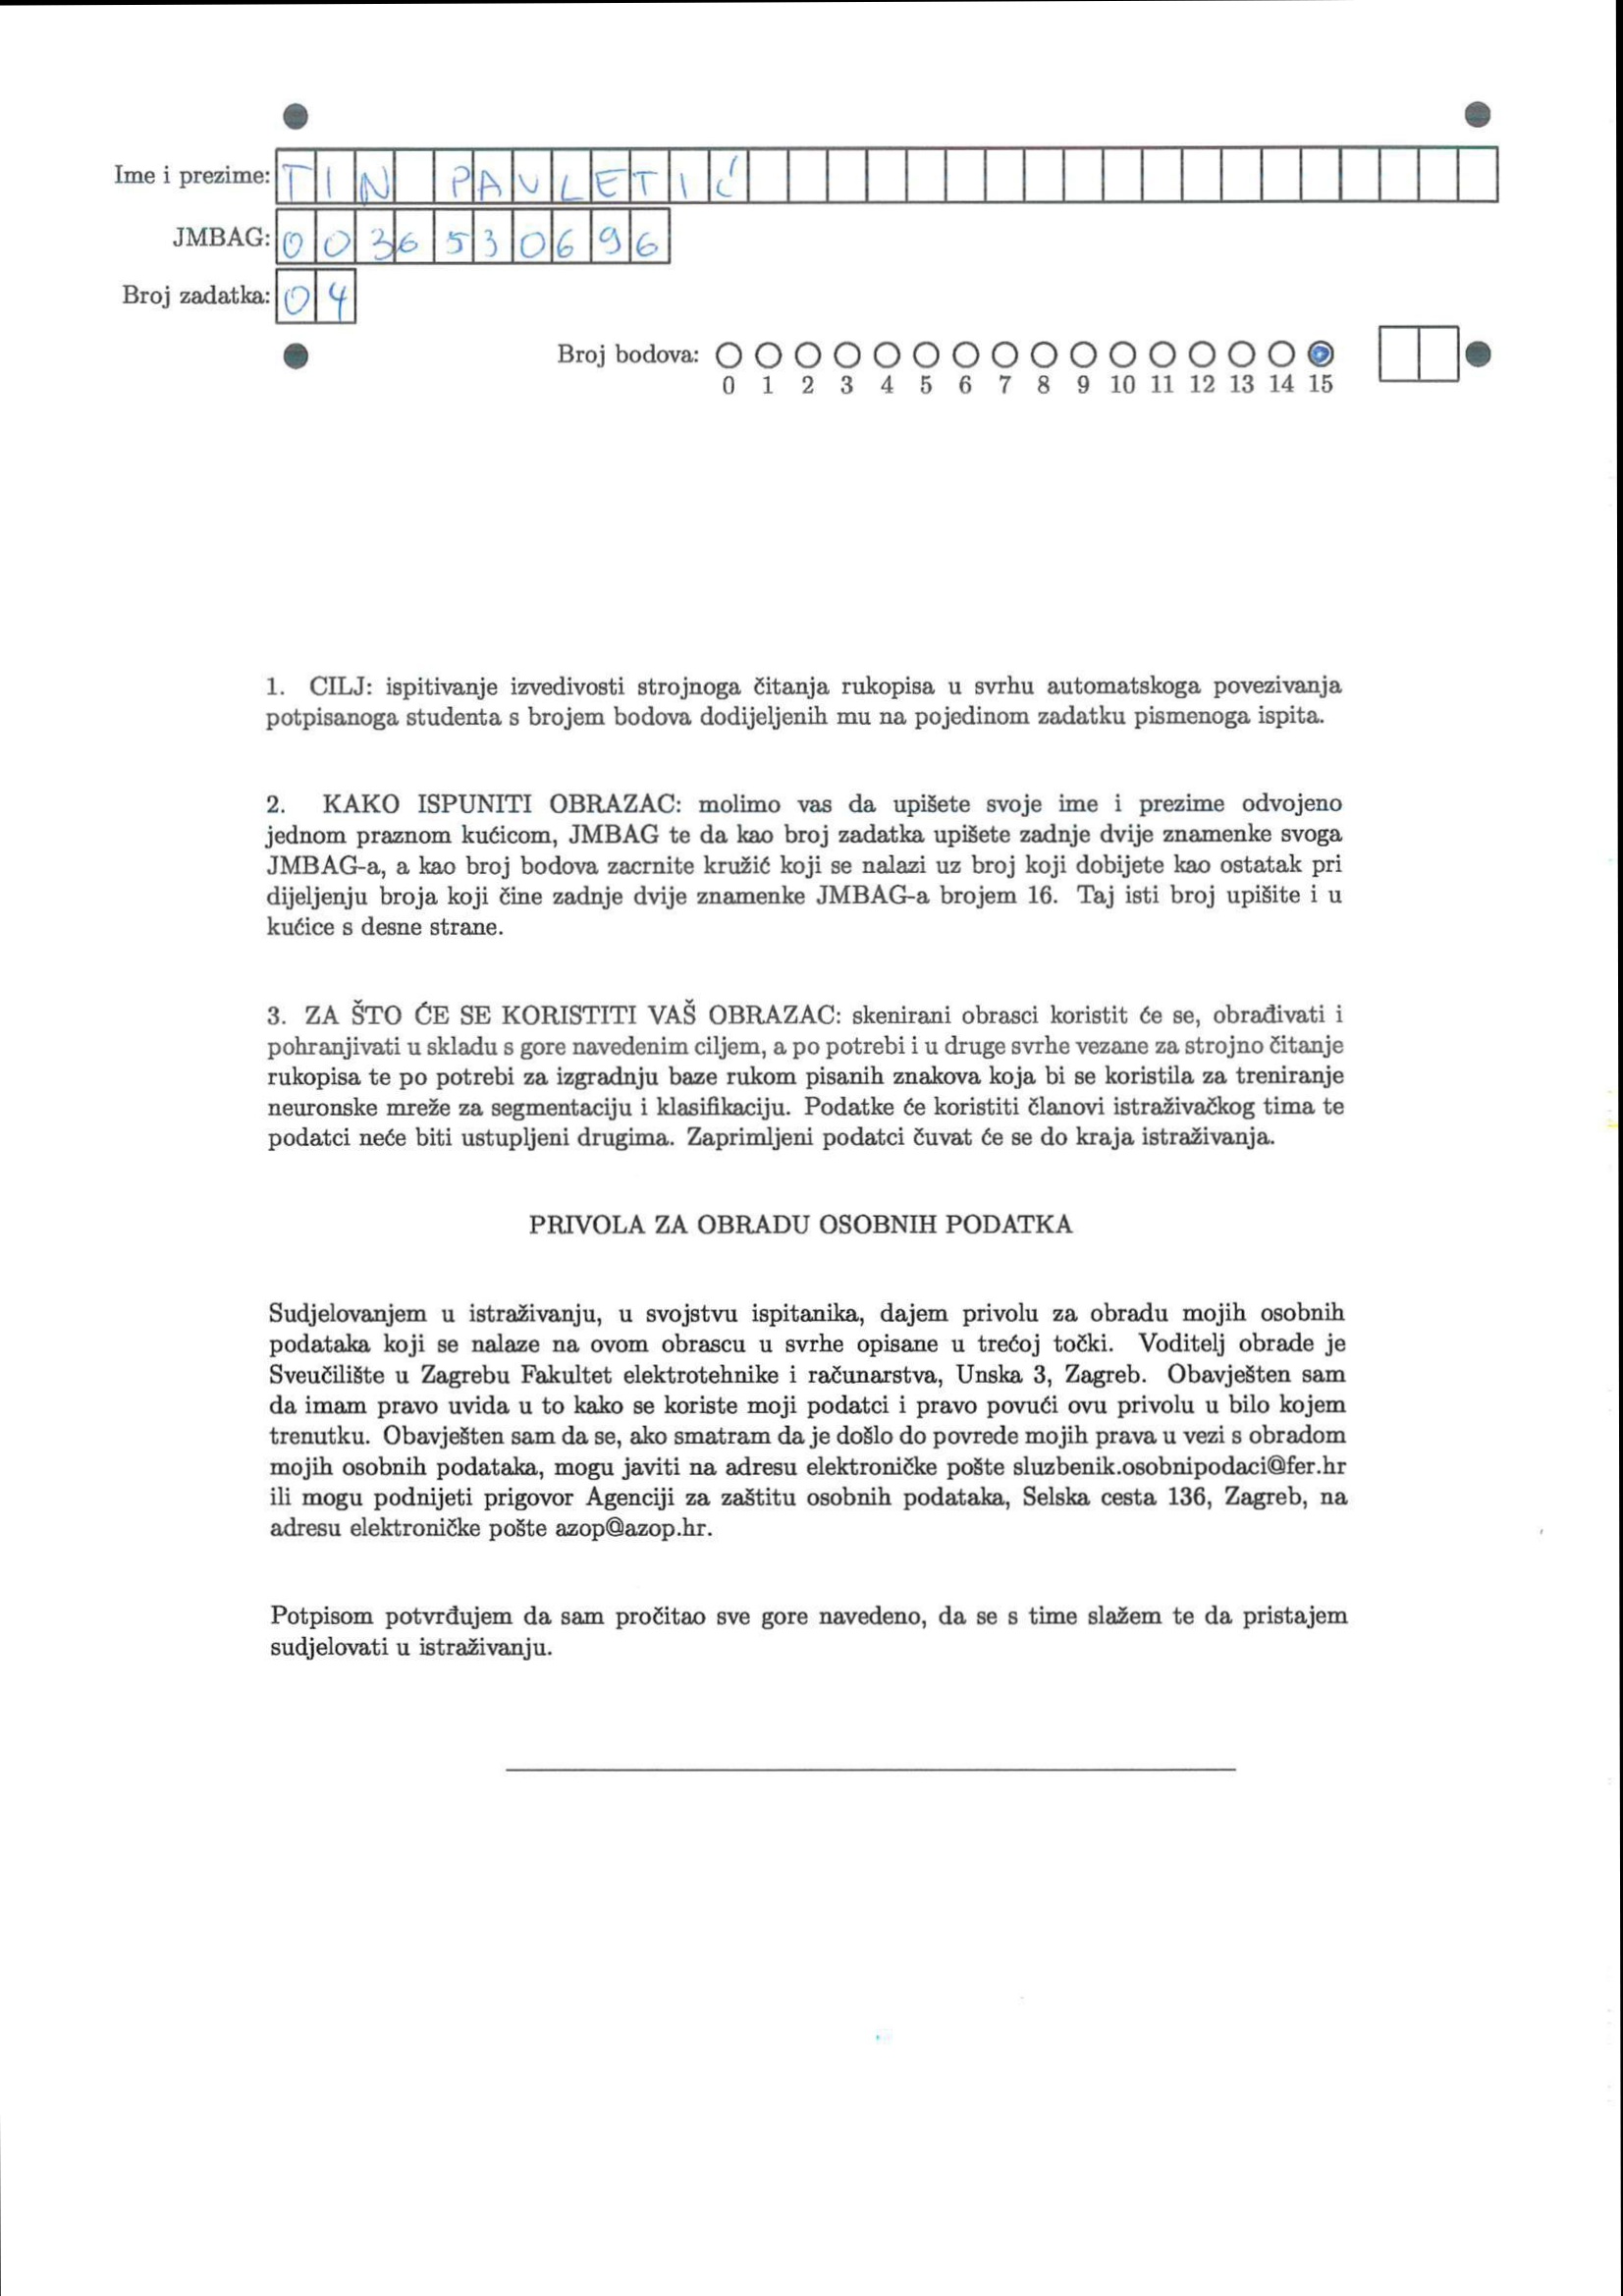 Ime i prezime: TIN PAVLETIĆ
JMBAG: 0036530696
Broj zadatka: 04
Broj bodova:
0 1 2 3 4 5 6 7 8 9 10 11 12 13 14 15
1. CILJ: ispitivanje izvedivosti strojnoga čitanja rukopisa u svrhu automatskoga povezivanja
potpisanoga studenta s brojem bodova dodijeljenih mu na pojedinom zadatku pismenoga ispita.
2. KAKO ISPUNITI OBRAZAC: molimo vas da upišete svoje ime i prezime odvojeno
jednom praznom kućicom, JMBAG te da kao broj zadatka upišete zadnje dvije znamenke svoga
JMBAG-a, a kao broj bodova zacrnite kružić koji se nalazi uz broj koji dobijete kao ostatak pri
dijeljenju broja koji čine zadnje dvije znamenke JMBAG-a brojem 16. Taj isti broj upišite i u
kućice s desne strane.
3. ZA ŠTO ĆE SE KORISTITI VAŠ OBRAZAC: skenirani obrasci koristit će se, obrađivati i
pohranjivati u skladu s gore navedenim ciljem, a po potrebi i u druge svrhe vezane za strojno čitanje
rukopisa te po potrebi za izgradnju baze rukom pisanih znakova koja bi se koristila za treniranje
neuronske mreže za segmentaciju i klasifikaciju. Podatke će koristiti članovi istraživačkog tima te
podatci neće biti ustupljeni drugima. Zaprimljeni podatci čuvat će se do kraja istraživanja.
PRIVOLA ZA OBRADU OSOBNIH PODATKA
Sudjelovanjem u istraživanju, u svojstvu ispitanika, dajem privolu za obradu mojih osobnih
podataka koji se nalaze na ovom obrascu u svrhe opisane u trećoj točki. Voditelj obrade je
Sveučilište u Zagrebu Fakultet elektrotehnike i računarstva, Unska 3, Zagreb. Obavješten sam
da imam pravo uvida u to kako se koriste moji podatci i pravo povući ovu privolu u bilo kojem
trenutku. Obavješten sam da se, ako smatram da je došlo do povrede mojih prava u vezi s obradom
mojih osobnih podataka, mogu javiti na adresu elektroničke pošte sluzbenik.osobnipodaci@fer.hr
ili mogu podnijeti prigovor Agenciji za zaštitu osobnih podataka, Selska cesta 136, Zagreb, na
adresu elektroničke pošte azop@azop.hr.
Potpisom potvrđujem da sam pročitao sve gore navedeno, da se s time slažem te da pristajem
sudjelovati u istraživanju.